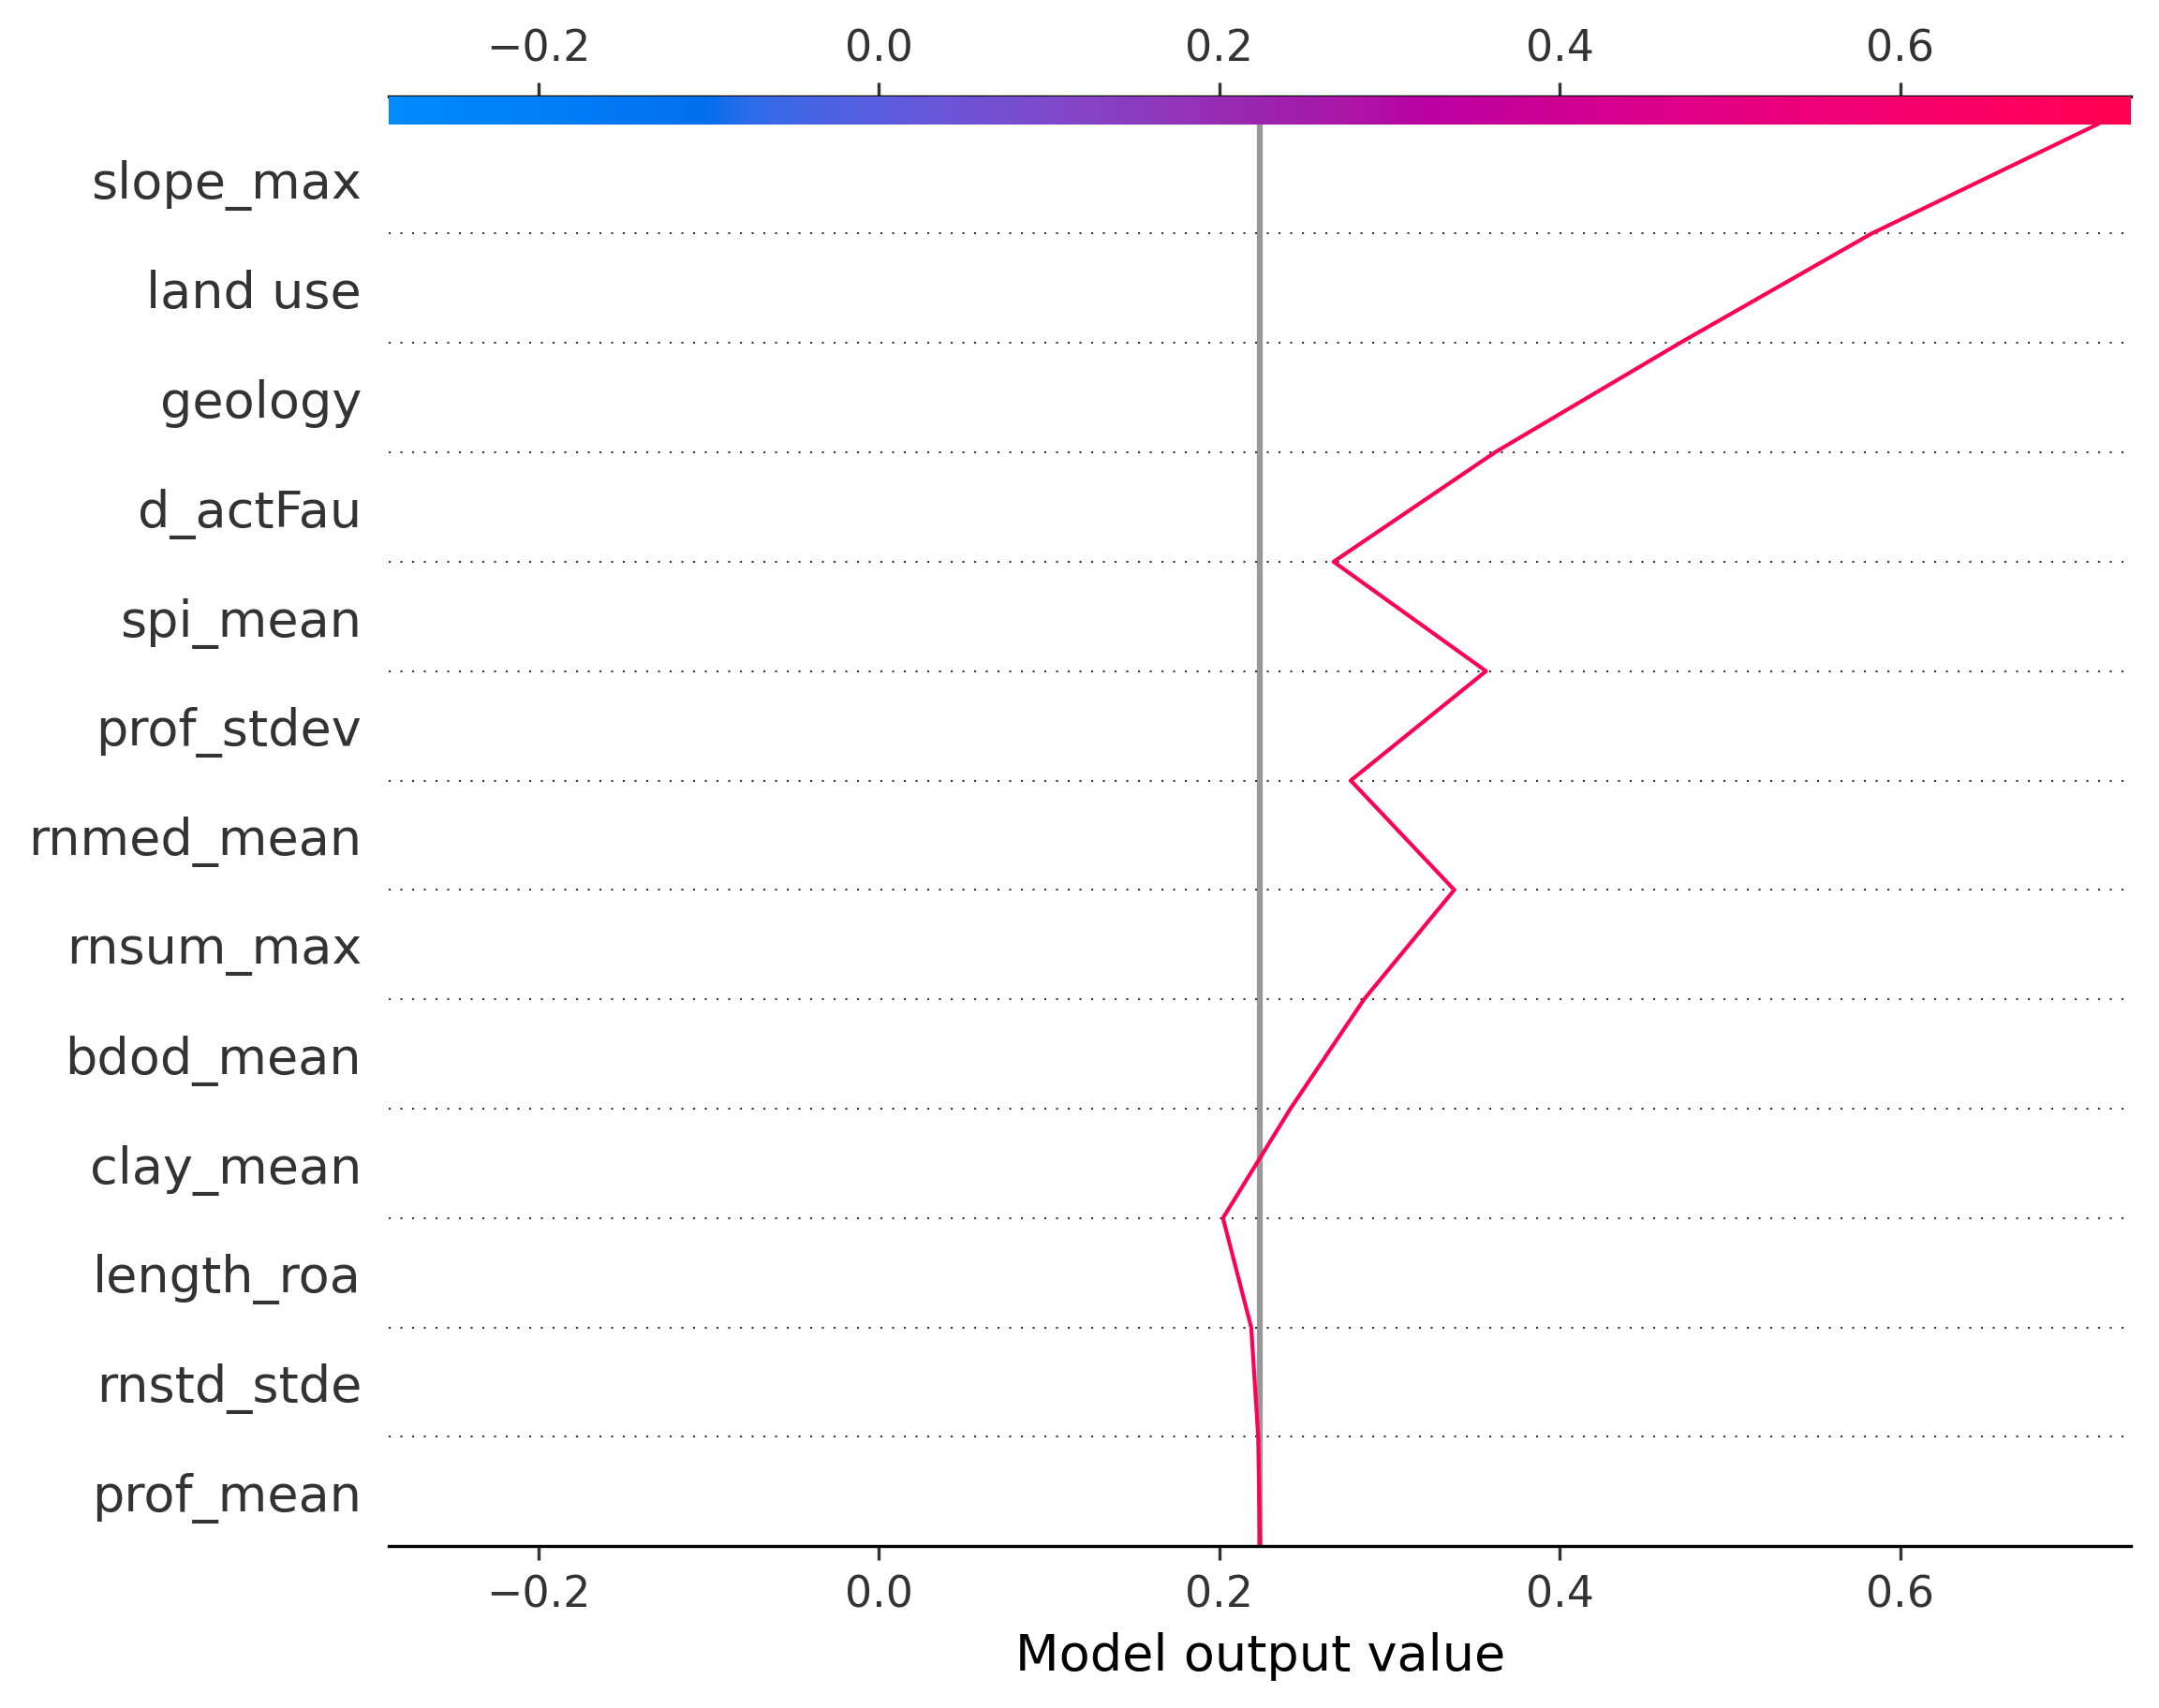 −0.2 0.0 0.2 0.4 0.6
slope_max
land use
geology
d_actFau
spi_mean
prof_stdev
rnmed_mean
rnsum_max
bdod_mean
clay_mean
length_roa
rnstd_stde
prof_mean
−0.2 0.0 0.2 0.4 0.6
Model output value